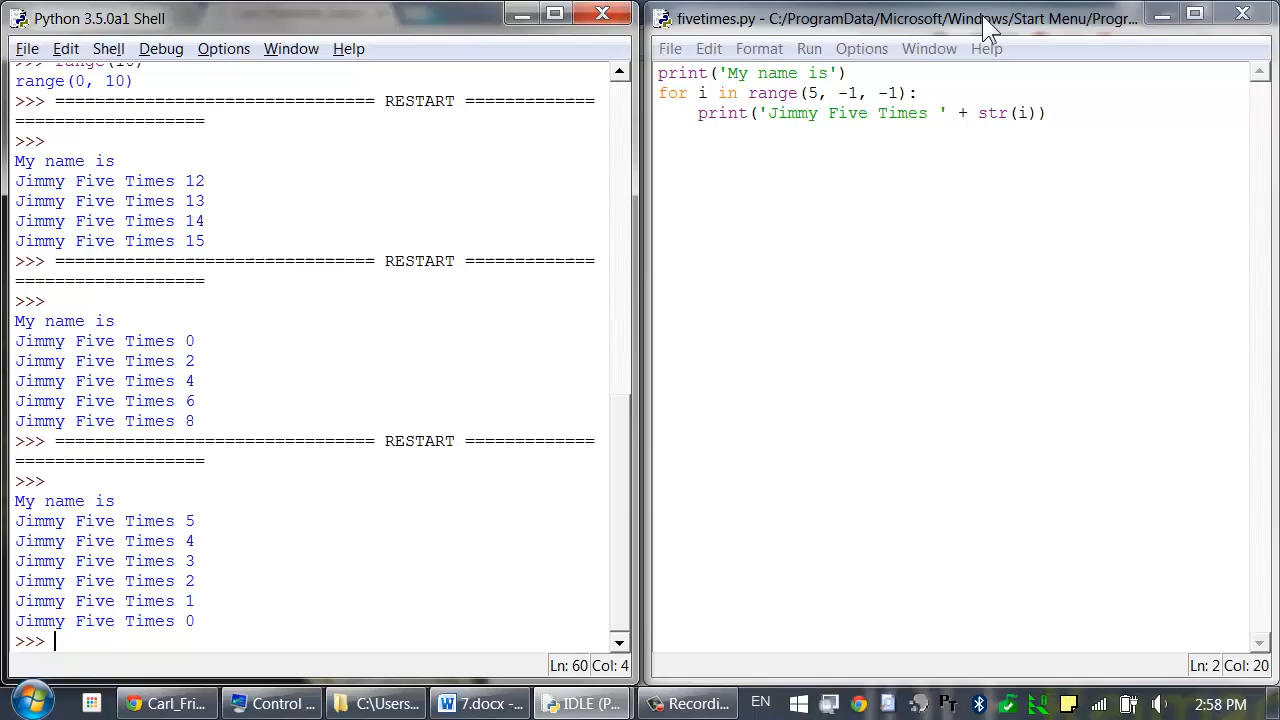 Python 3.5.0a1 Shell
File Edit Shell Debug Options Window Help
range(0, 10)
>>> ================================ RESTART =============
===================
>>>
My name is
Jimmy Five Times 12
Jimmy Five Times 13
Jimmy Five Times 14
Jimmy Five Times 15
>>> ================================ RESTART =============
===================
>>>
My name is
Jimmy Five Times 0
Jimmy Five Times 2
Jimmy Five Times 4
Jimmy Five Times 6
Jimmy Five Times 8
>>> ================================ RESTART =============
===================
>>>
My name is
Jimmy Five Times 5
Jimmy Five Times 4
Jimmy Five Times 3
Jimmy Five Times 2
Jimmy Five Times 1
Jimmy Five Times 0
>>>
Ln: 60 Col: 4
fivetimes.py - C:/ProgramData/Microsoft/Windows/Start Menu/Progr...
File Edit Format Run Options Window Help
print('My name is')
for i in range(5, -1, -1):
    print('Jimmy Five Times ' + str(i))
Ln: 2 Col: 20
Carl_Fri... Control ... C:\Users... 7.docx -... IDLE (P... Recordi... EN 2:58 PM